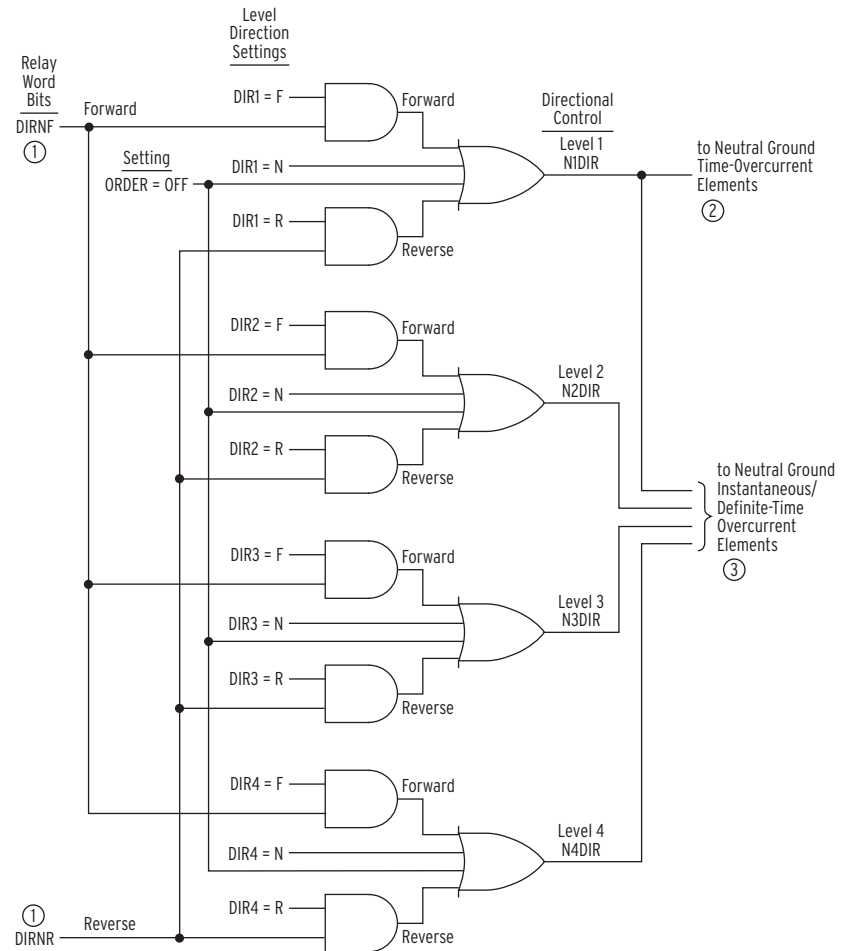 Level
Direction
Settings
Relay
Word
Bits
DIRNF
①
Forward
Setting
ORDER = OFF
DIR1 = F
Forward
DIR1 = N
DIR1 = R
Reverse
Directional
Control
Level 1
N1DIR
to Neutral Ground
Time-Overcurrent
Elements
②
DIR2 = F
Forward
DIR2 = N
DIR2 = R
Reverse
Level 2
N2DIR
to Neutral Ground
Instantaneous/
Definite-Time
Overcurrent
Elements
③
DIR3 = F
Forward
DIR3 = N
DIR3 = R
Reverse
Level 3
N3DIR
DIR4 = F
Forward
DIR4 = N
DIR4 = R
Reverse
Level 4
N4DIR
①
DIRNR
Reverse